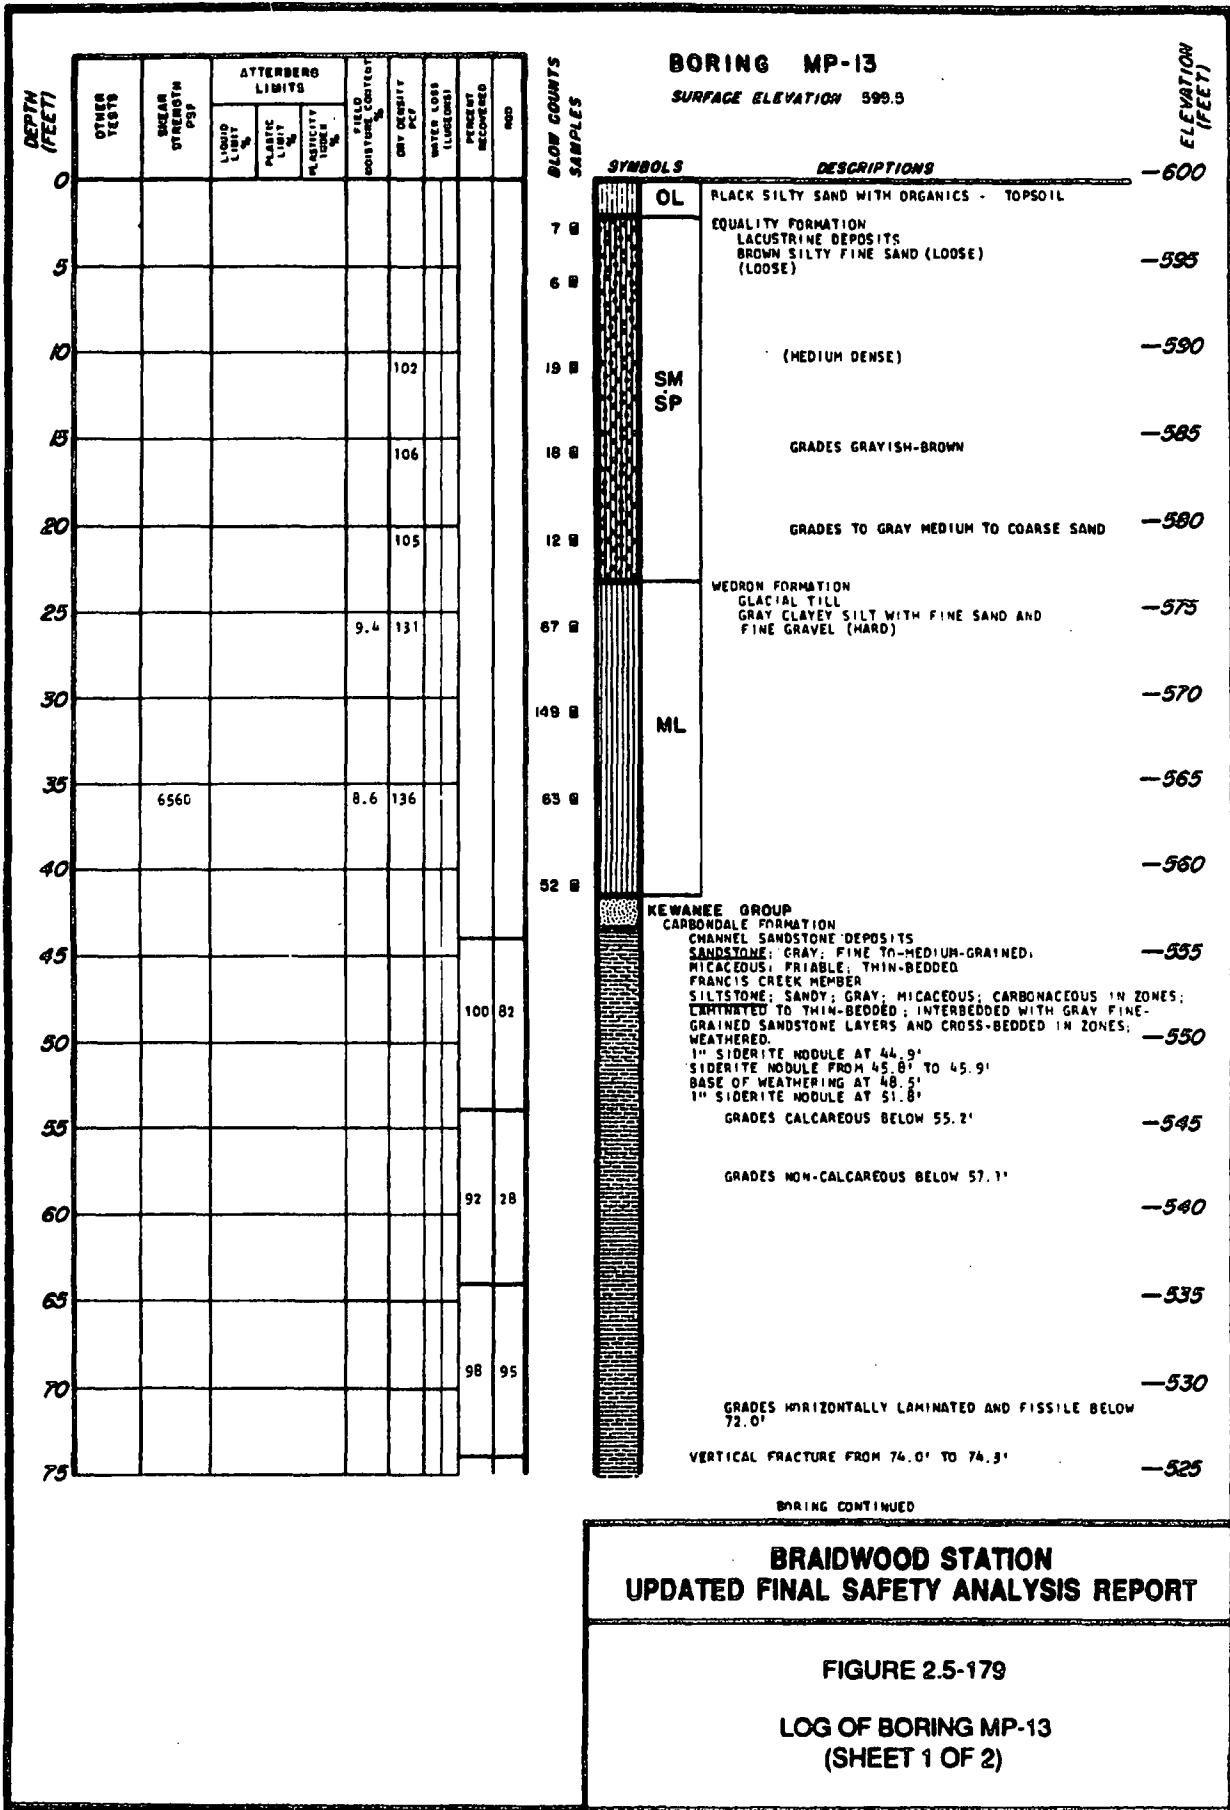 BORING MP-13
SURFACE ELEVATION 599.5
DEPTH (FEET)
OTHER TESTS
SHEAR STRENGTH PSF
ATTERBERG LIMITS
LIQUID LIMIT %
PLASTIC LIMIT %
PLASTICITY INDEX %
FIELD MOISTURE CONTENT %
DRY DENSITY PCF
WATER LOSS (LUGEONS)
PERCENT RECOVERED
RQD
BLOW COUNTS
SAMPLES
SYMBOLS
DESCRIPTIONS
ELEVATION (FEET)
0
—600
OL
BLACK SILTY SAND WITH ORGANICS - TOPSOIL
7
EQUALITY FORMATION
LACUSTRINE DEPOSITS
BROWN SILTY FINE SAND (LOOSE)
(LOOSE)
5
—595
6
10
—590
102
19
(MEDIUM DENSE)
SM
SP
15
—585
106
18
GRADES GRAYISH-BROWN
20
—580
105
12
GRADES TO GRAY MEDIUM TO COARSE SAND
WEDRON FORMATION
GLACIAL TILL
GRAY CLAYEY SILT WITH FINE SAND AND
FINE GRAVEL (HARD)
25
—575
9.4 131
67
30
—570
149
ML
35
—565
6560
8.6 136
63
40
—560
52
KEWANEE GROUP
CARBONDALE FORMATION
CHANNEL SANDSTONE DEPOSITS
SANDSTONE; GRAY; FINE TO-MEDIUM-GRAINED;
MICACEOUS; FRIABLE; THIN-BEDDED
FRANCIS CREEK MEMBER
SILTSTONE; SANDY; GRAY; MICACEOUS; CARBONACEOUS IN ZONES;
LAMINATED TO THIN-BEDDED; INTERBEDDED WITH GRAY FINE-
GRAINED SANDSTONE LAYERS AND CROSS-BEDDED IN ZONES;
WEATHERED.
1" SIDERITE NODULE AT 44.9'
SIDERITE NODULE FROM 45.8' TO 45.9'
BASE OF WEATHERING AT 48.5'
1" SIDERITE NODULE AT 51.8'
45
—555
100 82
50
—550
55
—545
GRADES CALCAREOUS BELOW 55.2'
GRADES NON-CALCAREOUS BELOW 57.1'
92 28
60
—540
65
—535
98 95
70
—530
GRADES HORIZONTALLY LAMINATED AND FISSILE BELOW
72.0'
VERTICAL FRACTURE FROM 74.0' TO 74.3'
75
—525
BORING CONTINUED
BRAIDWOOD STATION
UPDATED FINAL SAFETY ANALYSIS REPORT
FIGURE 2.5-179
LOG OF BORING MP-13
(SHEET 1 OF 2)